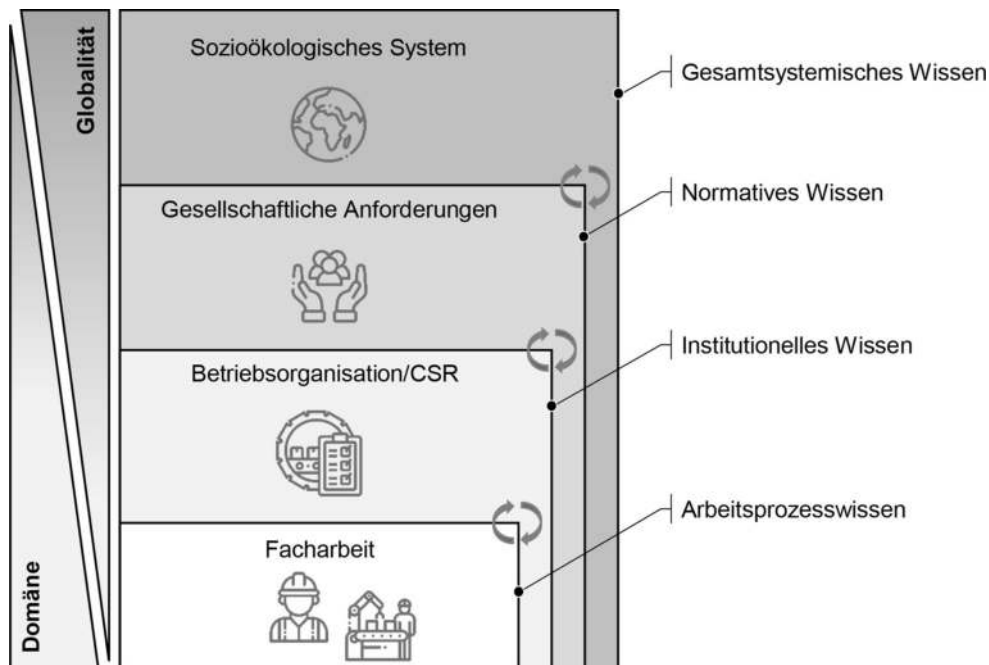 Globalität
Domäne
Sozioökologisches System
Gesellschaftliche Anforderungen
Betriebsorganisation/CSR
Facharbeit
Gesamtsystemisches Wissen
Normatives Wissen
Institutionelles Wissen
Arbeitsprozesswissen